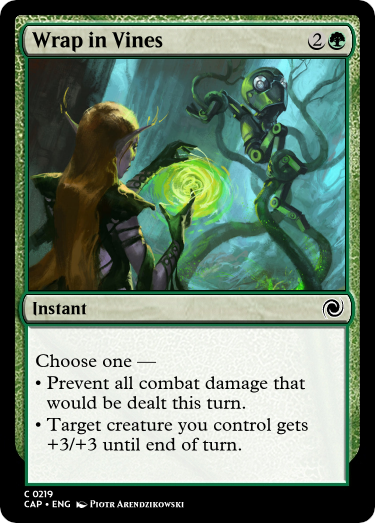 Wrap in Vines 2
Instant
Choose one —
• Prevent all combat damage that
would be dealt this turn.
• Target creature you control gets
+3/+3 until end of turn.
C 0219
CAP • ENG Piotr Arendzikowski